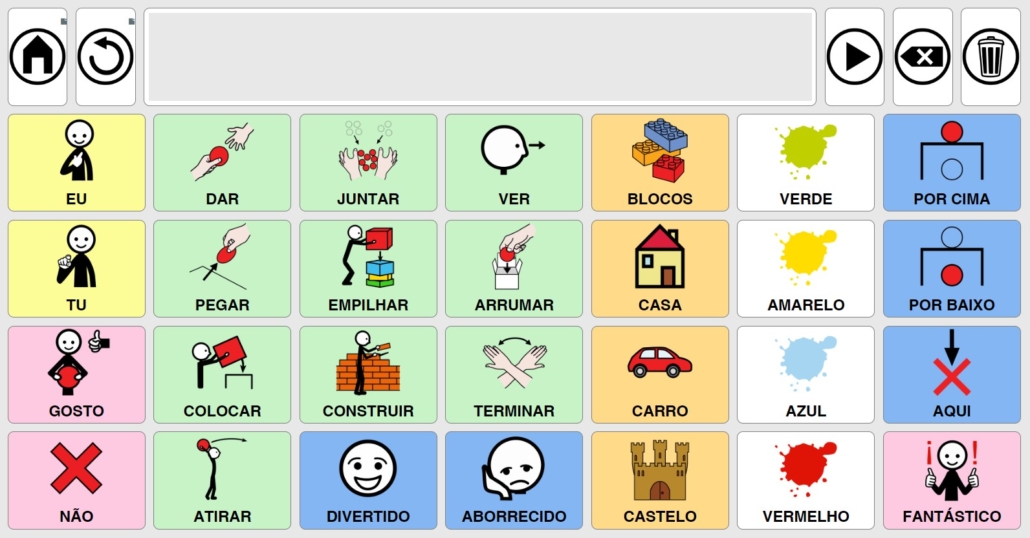 EU
DAR
JUNTAR
VER
BLOCOS
VERDE
POR CIMA
TU
PEGAR
EMPILHAR
ARRUMAR
CASA
AMARELO
POR BAIXO
GOSTO
COLOCAR
CONSTRUIR
TERMINAR
CARRO
AZUL
AQUI
NÃO
ATIRAR
DIVERTIDO
ABORRECIDO
CASTELO
VERMELHO
FANTÁSTICO